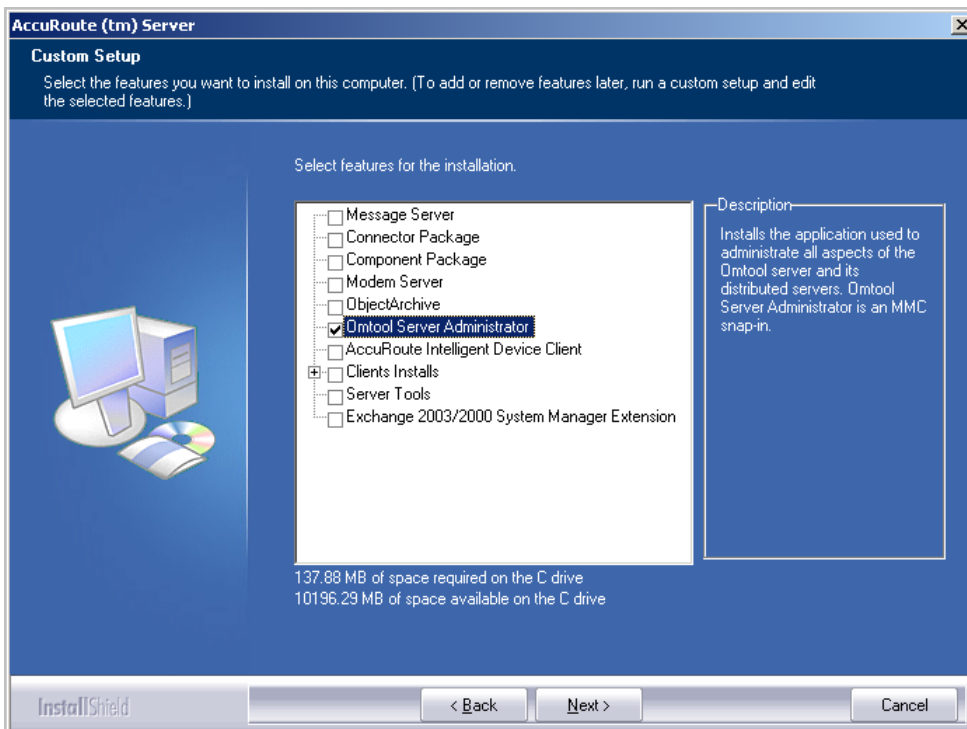 AccuRoute (tm) Server
Custom Setup
Select the features you want to install on this computer. (To add or remove features later, run a custom setup and edit
the selected features.)
Select features for the installation.
Message Server
Connector Package
Component Package
Modem Server
ObjectArchive
Omtool Server Administrator
AccuRoute Intelligent Device Client
Clients Installs
Server Tools
Exchange 2003/2000 System Manager Extension
Description
Installs the application used to
administrate all aspects of the
Omtool server and its
distributed servers. Omtool
Server Administrator is an MMC
snap-in.
137.88 MB of space required on the C drive
10196.29 MB of space available on the C drive
InstallShield
< Back
Next >
Cancel